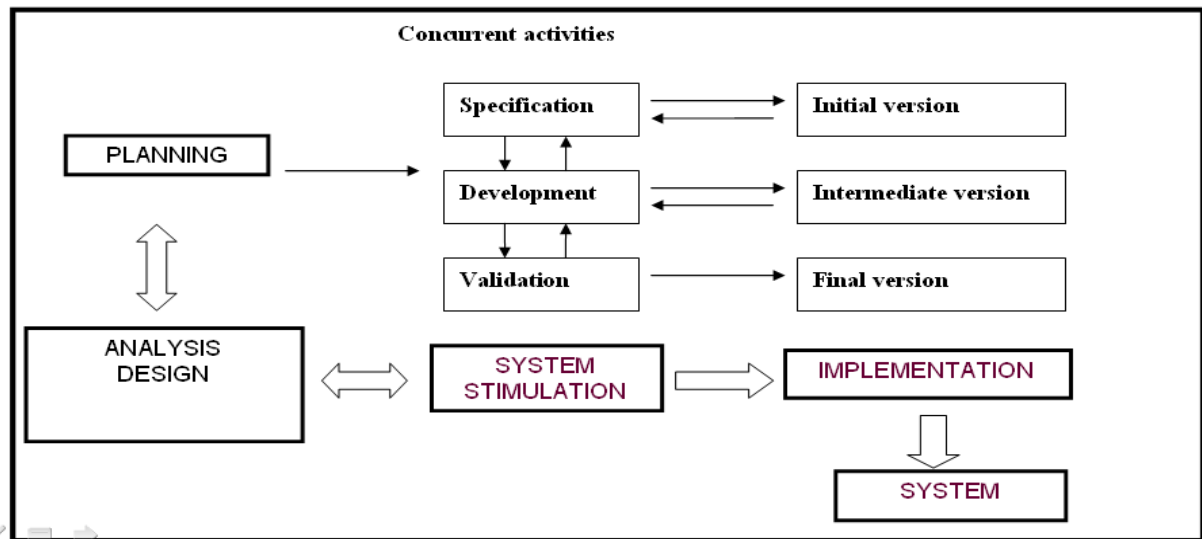 Concurrent activities
Specification
Initial version
PLANNING
Development
Intermediate version
Validation
Final version
ANALYSIS
DESIGN
SYSTEM
STIMULATION
IMPLEMENTATION
SYSTEM